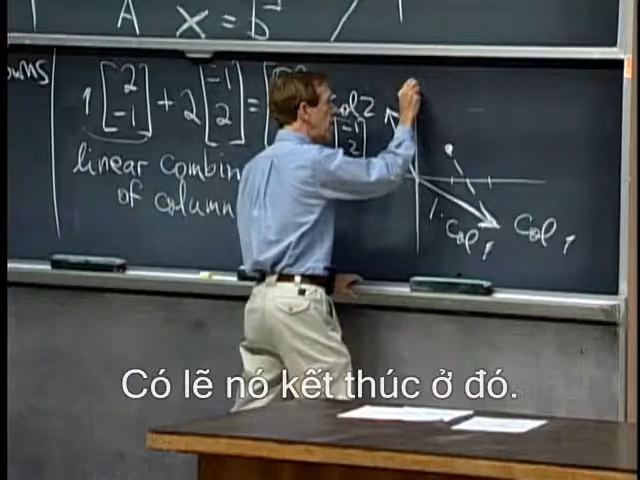 A x = b
1 [2 -1] + 2 [-1 2] = [
linear combin
of column
Col 2
[-1 2]
1. Col 1
Col 1
Có lẽ nó kết thúc ở đó.